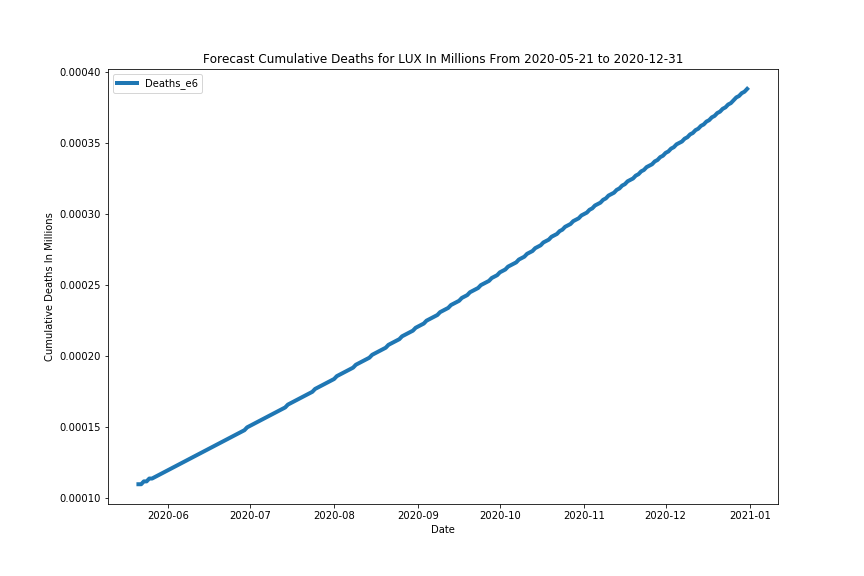 Forecast Cumulative Deaths for LUX In Millions From 2020-05-21 to 2020-12-31
Deaths_e6
0.00040
0.00035
0.00030
0.00025
0.00020
0.00015
0.00010
Cumulative Deaths In Millions
2020-06 2020-07 2020-08 2020-09 2020-10 2020-11 2020-12 2021-01
Date